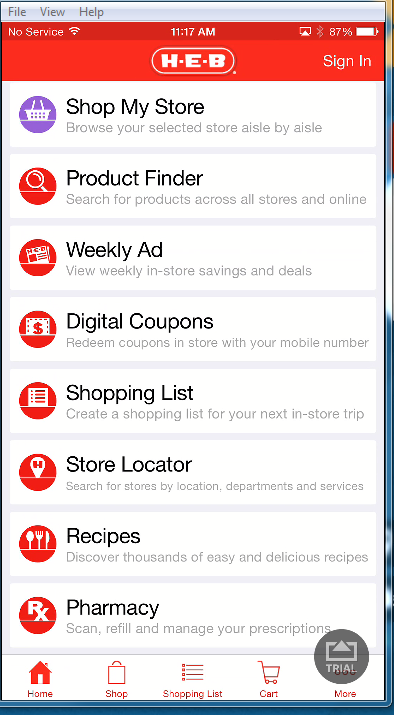 File View Help
No Service 11:17 AM 87%
H-E-B
Sign In
Shop My Store
Browse your selected store aisle by aisle
Product Finder
Search for products across all stores and online
Weekly Ad
View weekly in-store savings and deals
Digital Coupons
Redeem coupons in store with your mobile number
Shopping List
Create a shopping list for your next in-store trip
Store Locator
Search for stores by location, departments and services
Recipes
Discover thousands of easy and delicious recipes
Rx
Pharmacy
Scan, refill and manage your prescriptions
TRIAL
Home Shop Shopping List Cart More